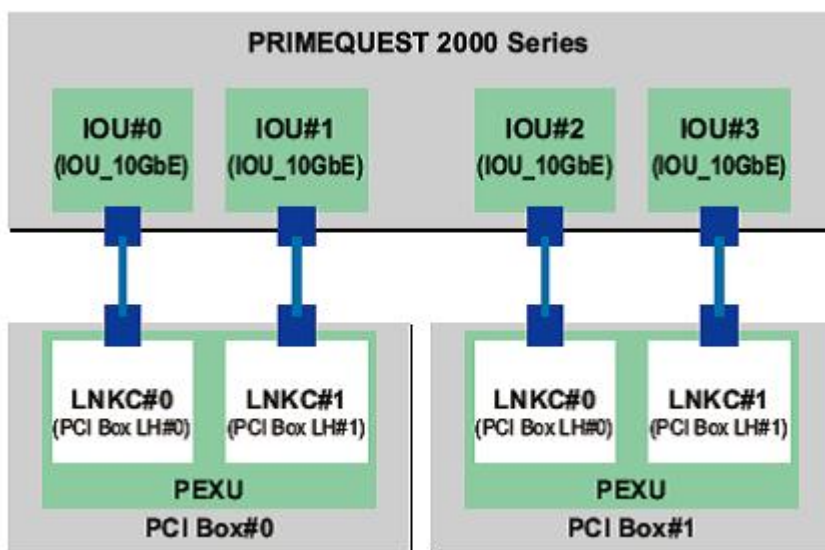 PRIMEQUEST 2000 Series
IOU#0
(IOU_10GbE)
IOU#1
(IOU_10GbE)
IOU#2
(IOU_10GbE)
IOU#3
(IOU_10GbE)
LNKC#0
(PCI Box LH#0)
LNKC#1
(PCI Box LH#1)
PEXU
PCI Box#0
LNKC#0
(PCI Box LH#0)
LNKC#1
(PCI Box LH#1)
PEXU
PCI Box#1